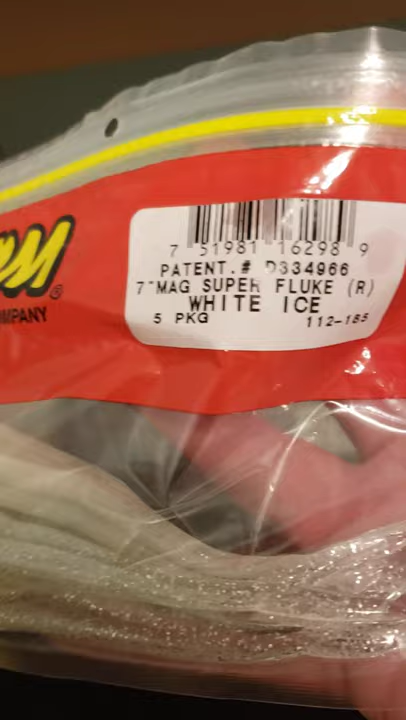 7 51981 16298 9
PATENT.# D334966
7"MAG SUPER FLUKE (R)
WHITE ICE
5 PKG
112-185
OMPANY